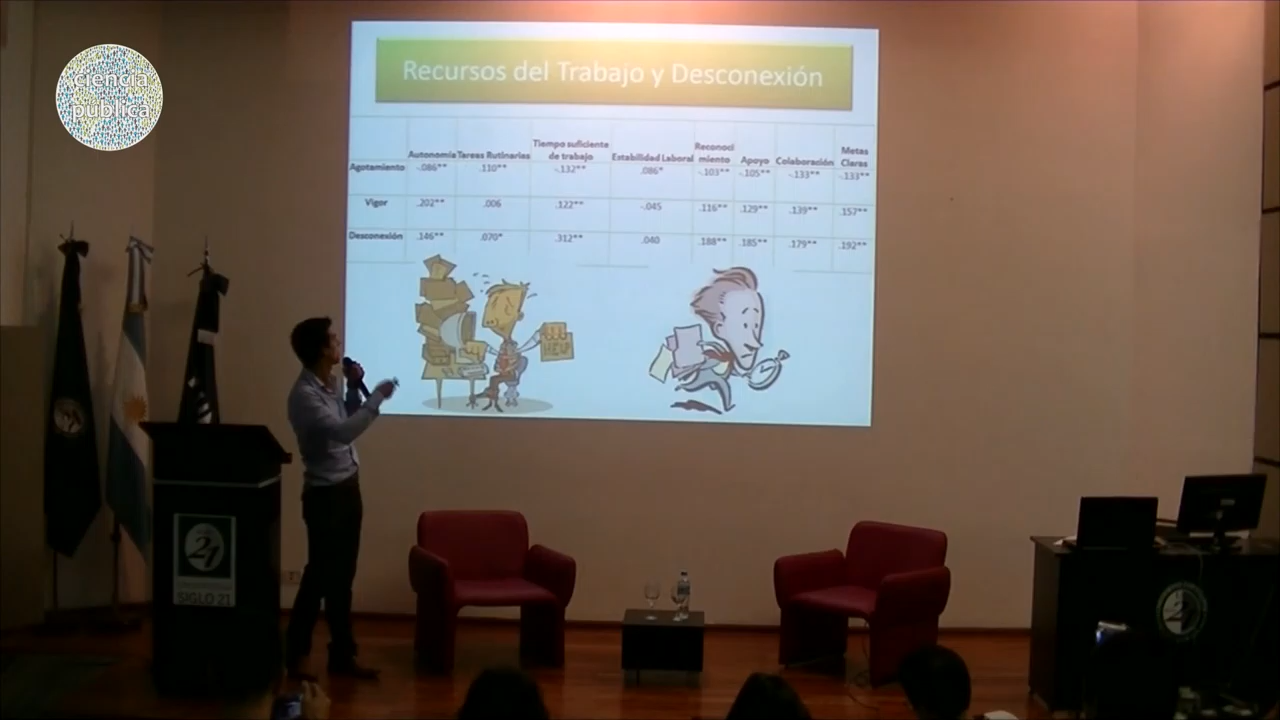 ciencia
pública
Recursos del Trabajo y Desconexión
Autonomía Tareas Rutinarias Tiempo suficiente de trabajo Estabilidad Laboral Reconoci miento Apoyo Colaboración Metas Claras
Agotamiento -.086** .110** -.132** .086* -.103** -.105** -.133** -.133**
Vigor .202** .006 .122** -.045 .116** .129** .139** .157**
Desconexión .146** .070* .312** .040 .188** .185** .179** .192**
HELP
21
SIGLO 21